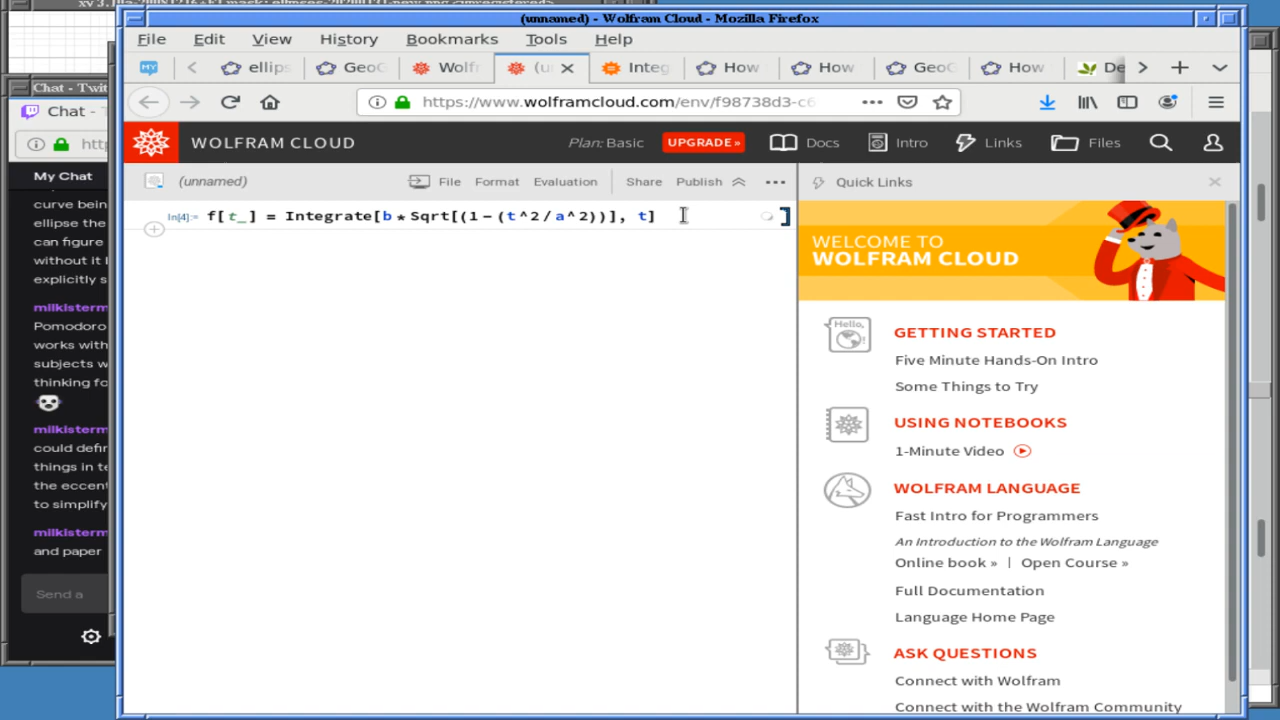 (unnamed) - Wolfram Cloud - Mozilla Firefox
File Edit View History Bookmarks Tools Help
MY ellips GeoG Wolfr (u Integ How How GeoG How De
https://www.wolframcloud.com/env/f98738d3-c6
WOLFRAM CLOUD Plan: Basic UPGRADE » Docs Intro Links Files
(unnamed) File Format Evaluation Share Publish
In[4]:= f[t_] = Integrate[b*Sqrt[(1-(t^2/a^2))], t]
Quick Links
WELCOME TO
WOLFRAM CLOUD
Hello,
GETTING STARTED
Five Minute Hands-On Intro
Some Things to Try
USING NOTEBOOKS
1-Minute Video
WOLFRAM LANGUAGE
Fast Intro for Programmers
An Introduction to the Wolfram Language
Online book » | Open Course »
Full Documentation
Language Home Page
ASK QUESTIONS
Connect with Wolfram
Connect with the Wolfram Community
Chat - Twit
Chat - T
htt
My Chat
curve bein
ellipse the
can figure
without it l
explicitly s
milkisterm
Pomodoro
works with
subjects w
thinking fo
milkisterm
could defin
things in te
the eccent
to simplify
milkisterm
and paper
Send a